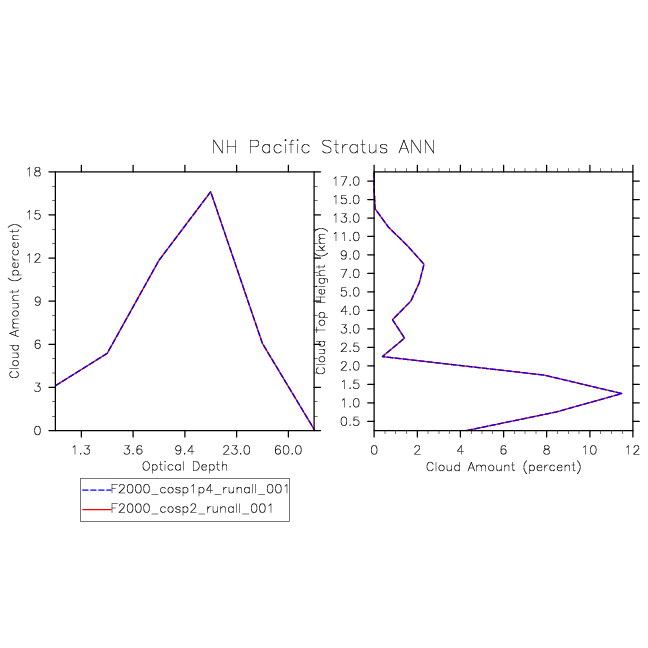 NH Pacific Stratus ANN
Cloud Amount (percent)
18
15
12
9
6
3
0
1.3 3.6 9.4 23.0 60.0
Optical Depth
Cloud Top Height (km)
17.0
15.0
13.0
11.0
9.0
7.0
5.0
4.0
3.0
2.5
2.0
1.5
1.0
0.5
0 2 4 6 8 10 12
Cloud Amount (percent)
F2000_cosp1p4_runall_001
F2000_cosp2_runall_001